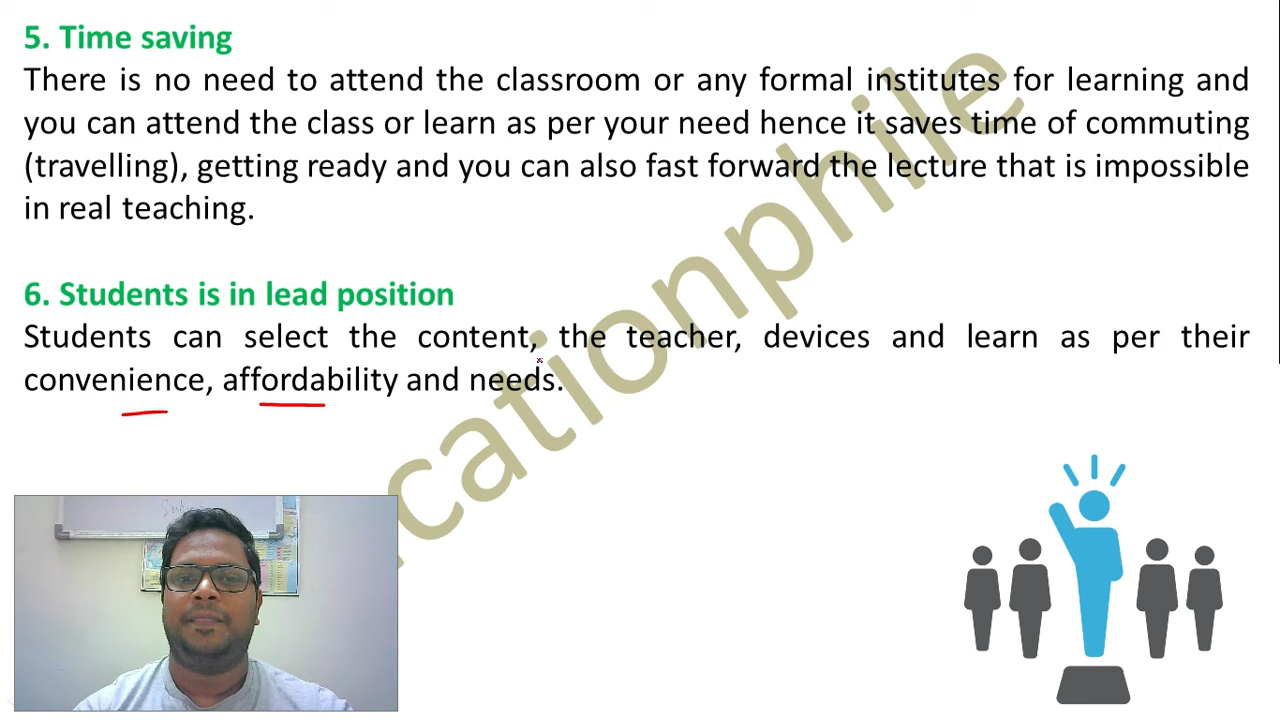 5. Time saving
There is no need to attend the classroom or any formal institutes for learning and
you can attend the class or learn as per your need hence it saves time of commuting
(travelling), getting ready and you can also fast forward the lecture that is impossible
in real teaching.
6. Students is in lead position
Students can select the content, the teacher, devices and learn as per their
convenience, affordability and needs.
cationphile